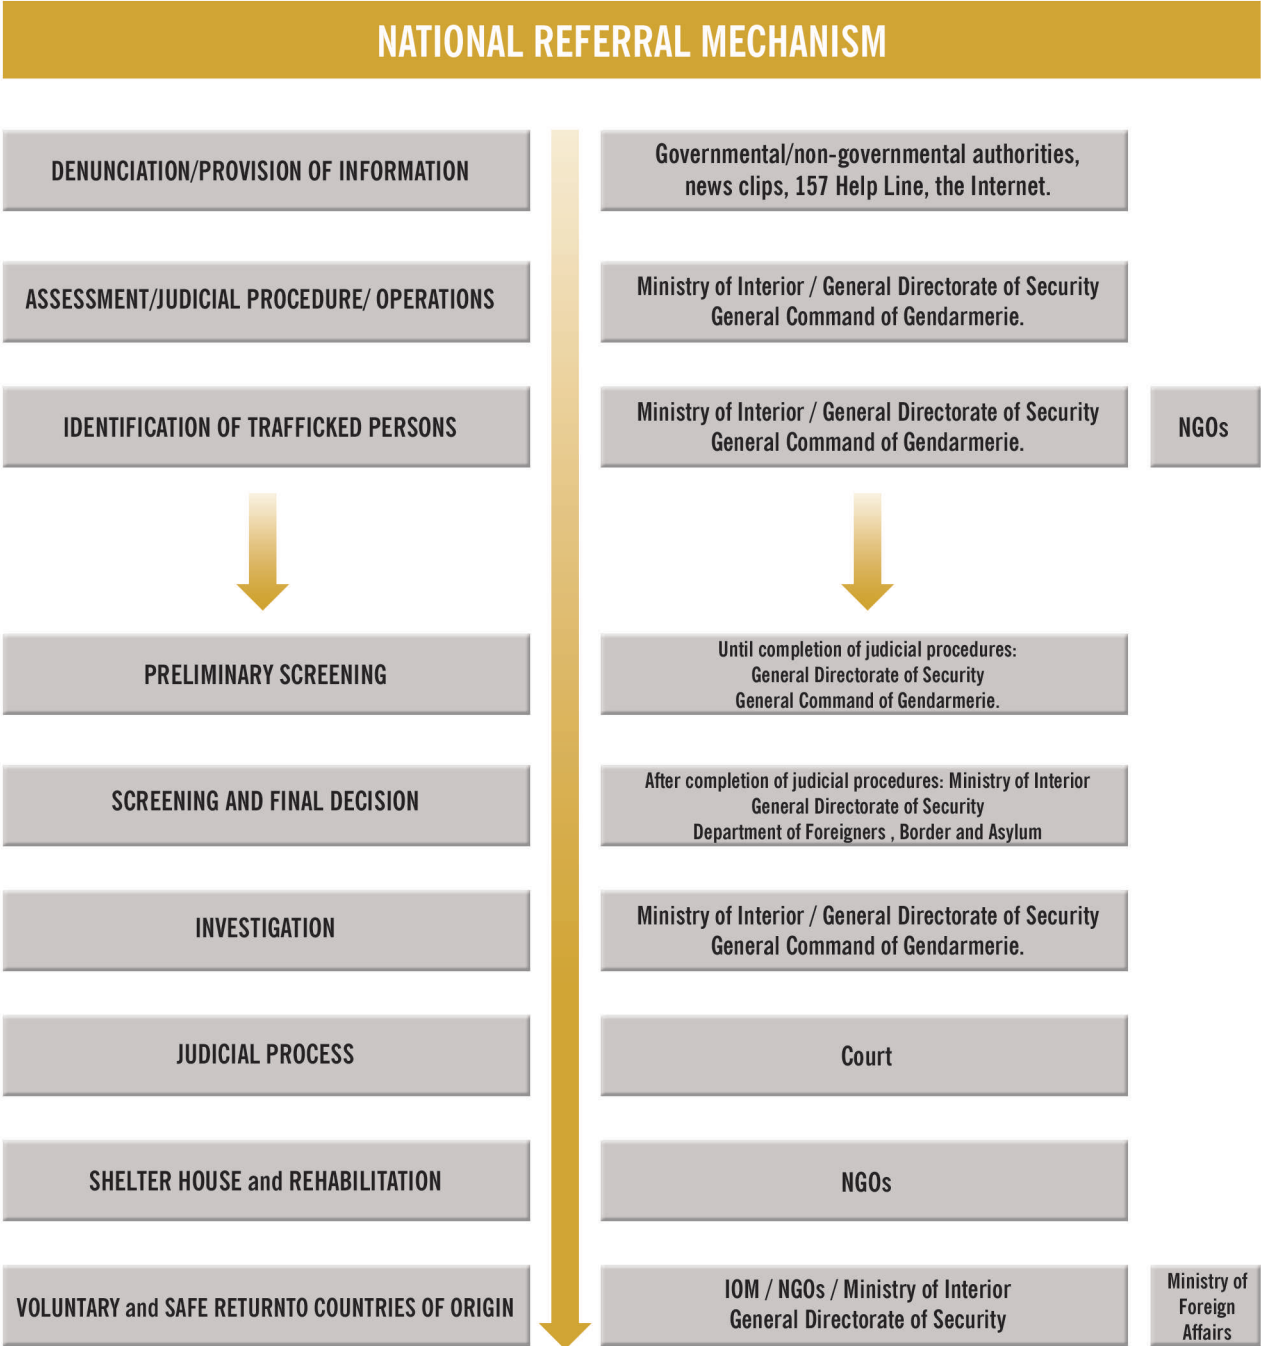 NATIONAL REFERRAL MECHANISM
DENUNCIATION/PROVISION OF INFORMATION
Governmental/non-governmental authorities,
news clips, 157 Help Line, the Internet.
ASSESSMENT/JUDICIAL PROCEDURE/ OPERATIONS
Ministry of Interior / General Directorate of Security
General Command of Gendarmerie.
IDENTIFICATION OF TRAFFICKED PERSONS
Ministry of Interior / General Directorate of Security
General Command of Gendarmerie.
NGOs
PRELIMINARY SCREENING
Until completion of judicial procedures:
General Directorate of Security
General Command of Gendarmerie.
SCREENING AND FINAL DECISION
After completion of judicial procedures: Ministry of Interior
General Directorate of Security
Department of Foreigners , Border and Asylum
INVESTIGATION
Ministry of Interior / General Directorate of Security
General Command of Gendarmerie.
JUDICIAL PROCESS
Court
SHELTER HOUSE and REHABILITATION
NGOs
VOLUNTARY and SAFE RETURNTO COUNTRIES OF ORIGIN
IOM / NGOs / Ministry of Interior
General Directorate of Security
Ministry of
Foreign
Affairs